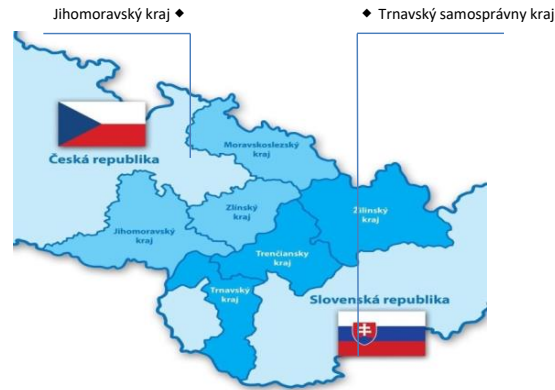 Jihomoravský kraj ◆
◆ Trnavský samosprávny kraj
Moravskoslezský
kraj
Česká republika
Zlínský
kraj
Žilinský
kraj
Jihomoravský
kraj
Trenčiansky
kraj
Trnavský
kraj
Slovenská republika